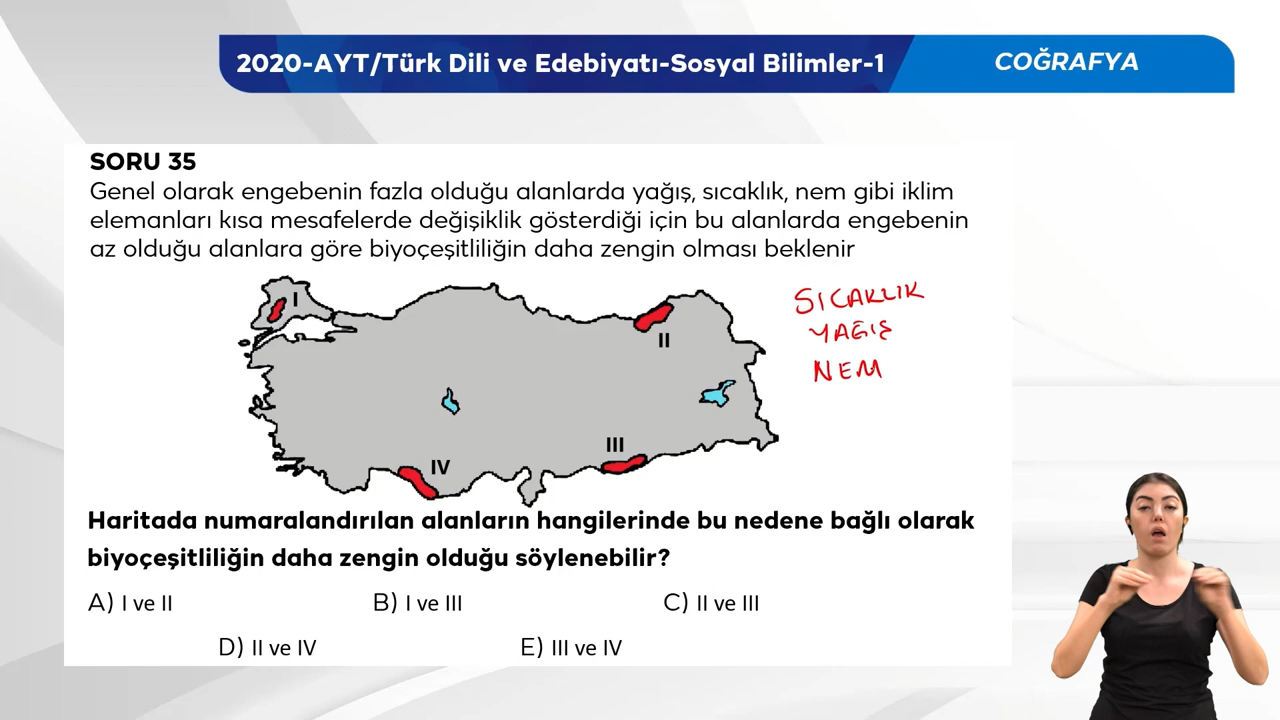 2020-AYT/Türk Dili ve Edebiyatı-Sosyal Bilimler-1
COĞRAFYA
SORU 35
Genel olarak engebenin fazla olduğu alanlarda yağış, sıcaklık, nem gibi iklim
elemanları kısa mesafelerde değişiklik gösterdiği için bu alanlarda engebenin
az olduğu alanlara göre biyoçeşitliliğin daha zengin olması beklenir
I
II
III
IV
SICAKLIK
YAĞIŞ
NEM
Haritada numaralandırılan alanların hangilerinde bu nedene bağlı olarak
biyoçeşitliliğin daha zengin olduğu söylenebilir?
A) I ve II
B) I ve III
C) II ve III
D) II ve IV
E) III ve IV